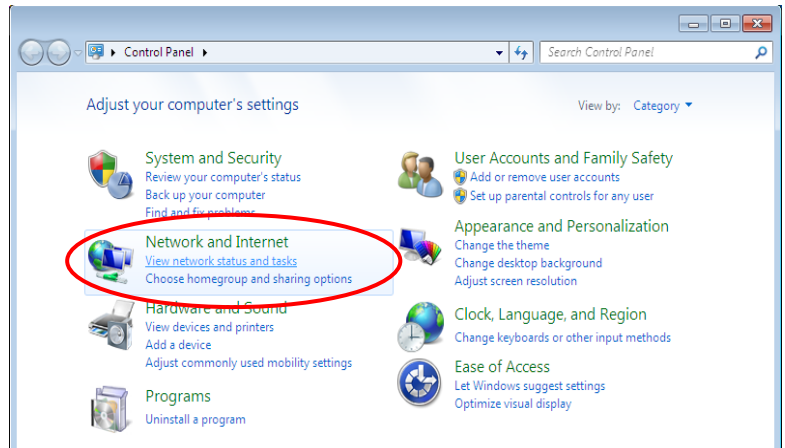 Control Panel
Search Control Panel
Adjust your computer's settings
View by: Category
System and Security
Review your computer's status
Back up your computer
Find and fix problems
Network and Internet
View network status and tasks
Choose homegroup and sharing options
Hardware and Sound
View devices and printers
Add a device
Adjust commonly used mobility settings
Programs
Uninstall a program
User Accounts and Family Safety
Add or remove user accounts
Set up parental controls for any user
Appearance and Personalization
Change the theme
Change desktop background
Adjust screen resolution
Clock, Language, and Region
Change keyboards or other input methods
Ease of Access
Let Windows suggest settings
Optimize visual display